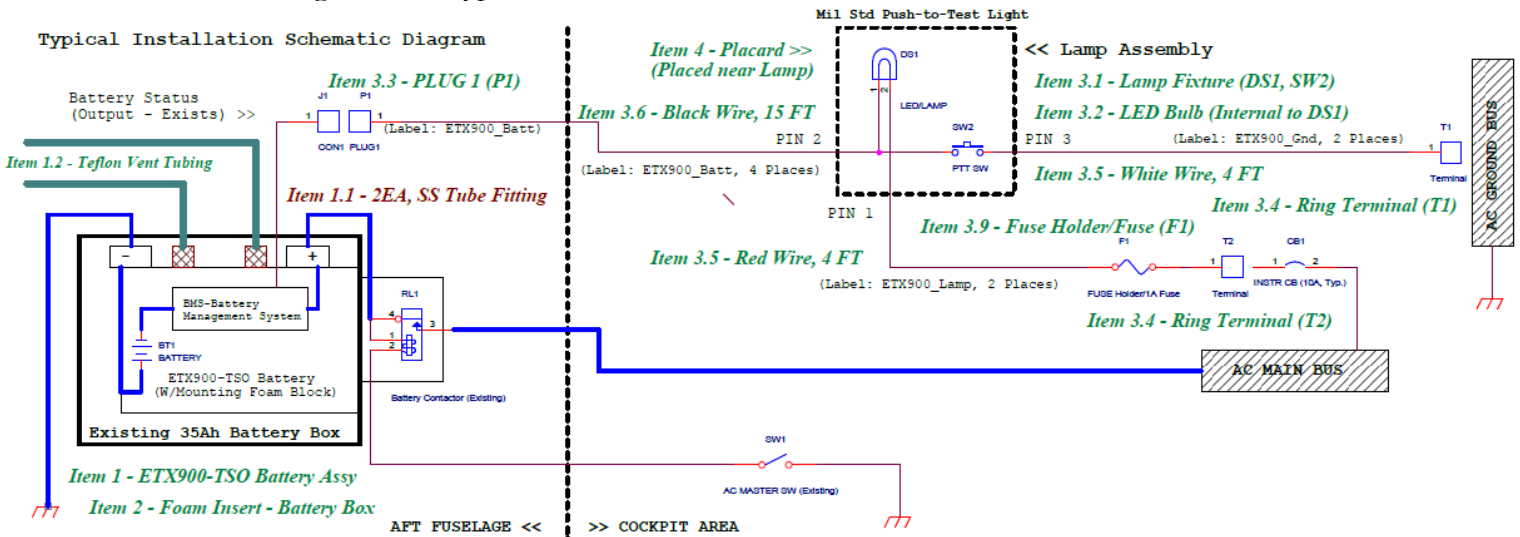 Mil Std Push-to-Test Light
Typical Installation Schematic Diagram
Item 4 - Placard >>
(Placed near Lamp)
DS1
1 2
LED/LAMP
<< Lamp Assembly
Item 3.3 - PLUG 1 (P1)
Item 3.1 - Lamp Fixture (DS1, SW2)
Battery Status
(Output - Exists) >>
J1
P1
1
1
CON1 PLUG1
(Label: ETX900_Batt)
Item 3.6 - Black Wire, 15 FT
Item 3.2 - LED Bulb (Internal to DS1)
PIN 2
SW2
PTT SW
PIN 3
(Label: ETX900_Gnd, 2 Places)
T1
1
Terminal
AC GROUND BUS
Item 1.2 - Teflon Vent Tubing
(Label: ETX900_Batt, 4 Places)
Item 3.5 - White Wire, 4 FT
Item 1.1 - 2EA, SS Tube Fitting
PIN 1
Item 3.4 - Ring Terminal (T1)
Item 3.9 - Fuse Holder/Fuse (F1)
-
+
Item 3.5 - Red Wire, 4 FT
F1
T2
CB1
1
1
2
(Label: ETX900_Lamp, 2 Places)
FUSE Holder/1A Fuse
Terminal
INSTR CB (10A, Typ.)
BMS-Battery
Management System
RL1
4
3
1
2
Item 3.4 - Ring Terminal (T2)
BT1
BATTERY
ETX900-TSO Battery
(W/Mounting Foam Block)
AC MAIN BUS
Battery Contactor (Existing)
Existing 35Ah Battery Box
SW1
AC MASTER SW (Existing)
Item 1 - ETX900-TSO Battery Assy
Item 2 - Foam Insert - Battery Box
AFT FUSELAGE <<
>> COCKPIT AREA